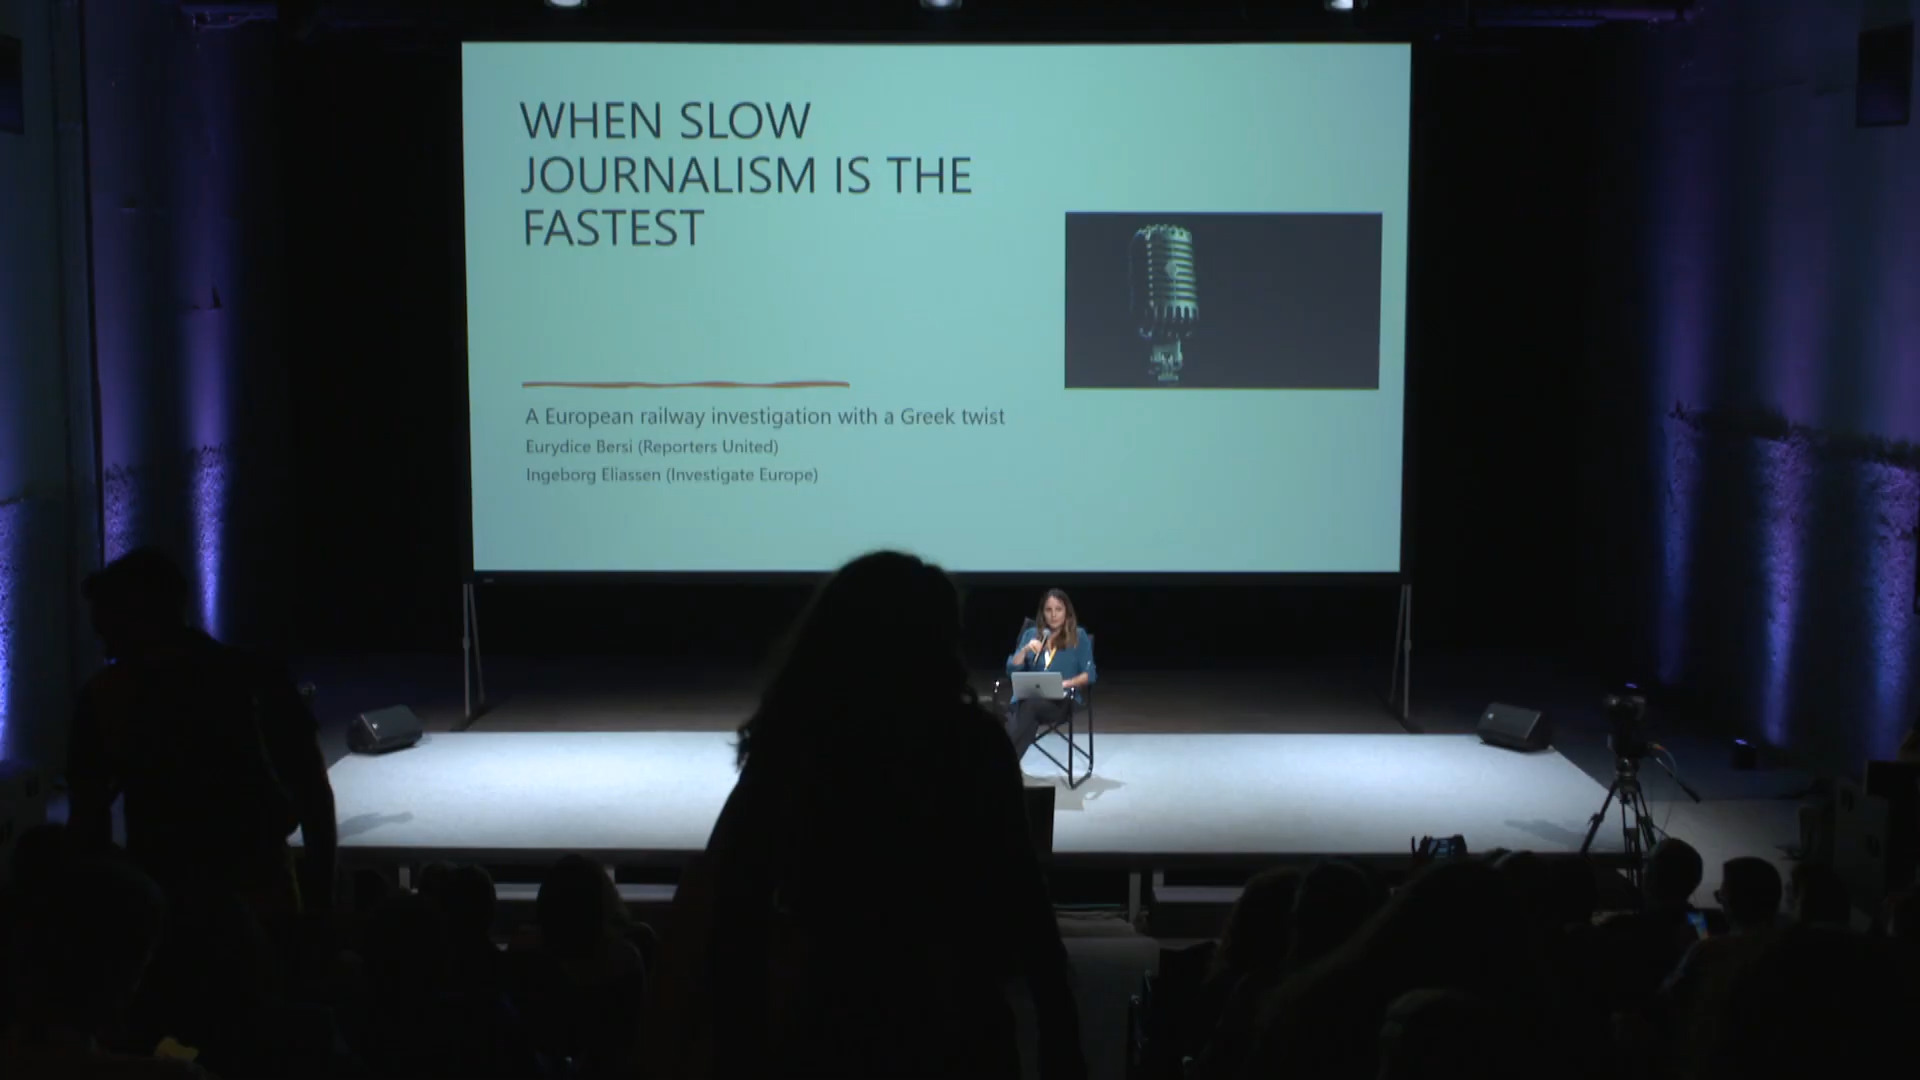 WHEN SLOW
JOURNALISM IS THE
FASTEST
A European railway investigation with a Greek twist
Eurydice Bersi (Reporters United)
Ingeborg Eliassen (Investigate Europe)